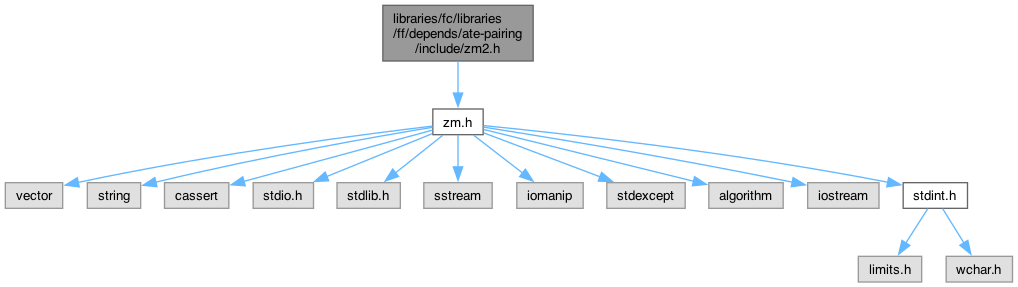 libraries/fc/libraries
/ff/depends/ate-pairing
/include/zm2.h
zm.h
vector
string
cassert
stdio.h
stdlib.h
sstream
iomanip
stdexcept
algorithm
iostream
stdint.h
limits.h
wchar.h